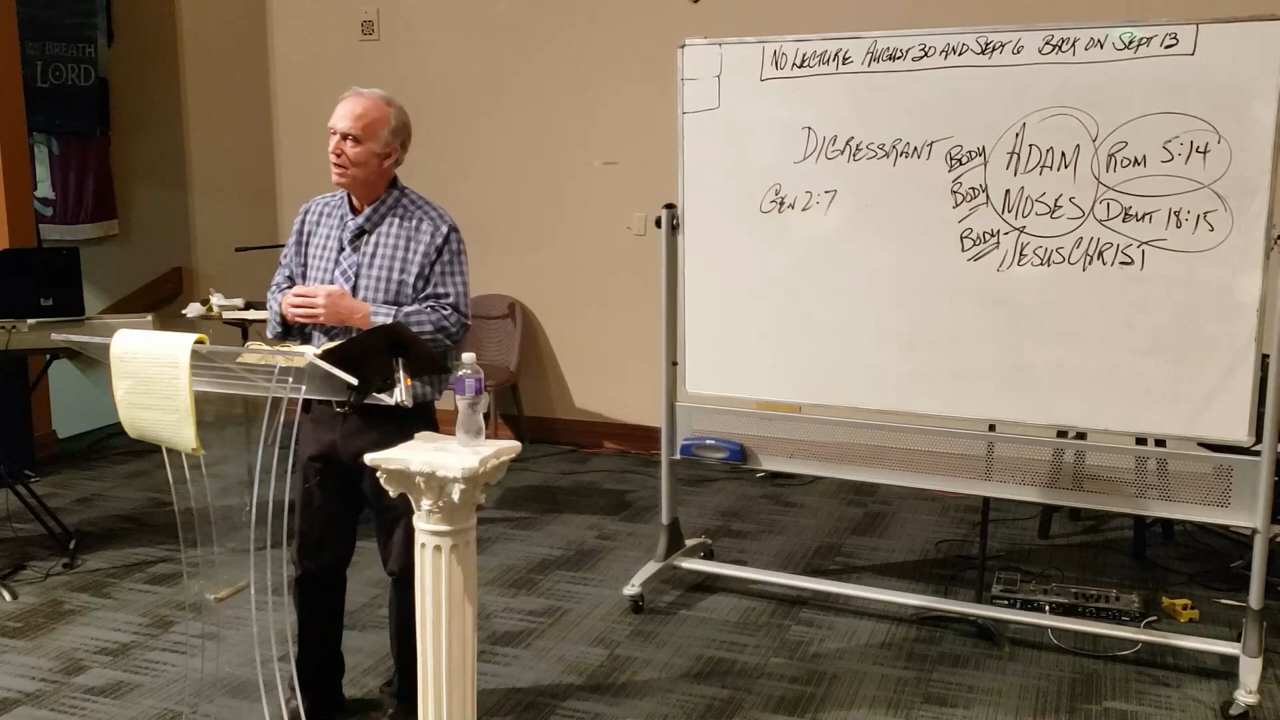 BREATH
LORD
NO LECTURE AUGUST 30 AND SEPT 6 BACK ON SEPT 13
DIGRESSRANT BODY ADAM ROM 5:14
GEN 2:7 BODY MOSES DEUT 18:15
BODY JESUS CHRIST